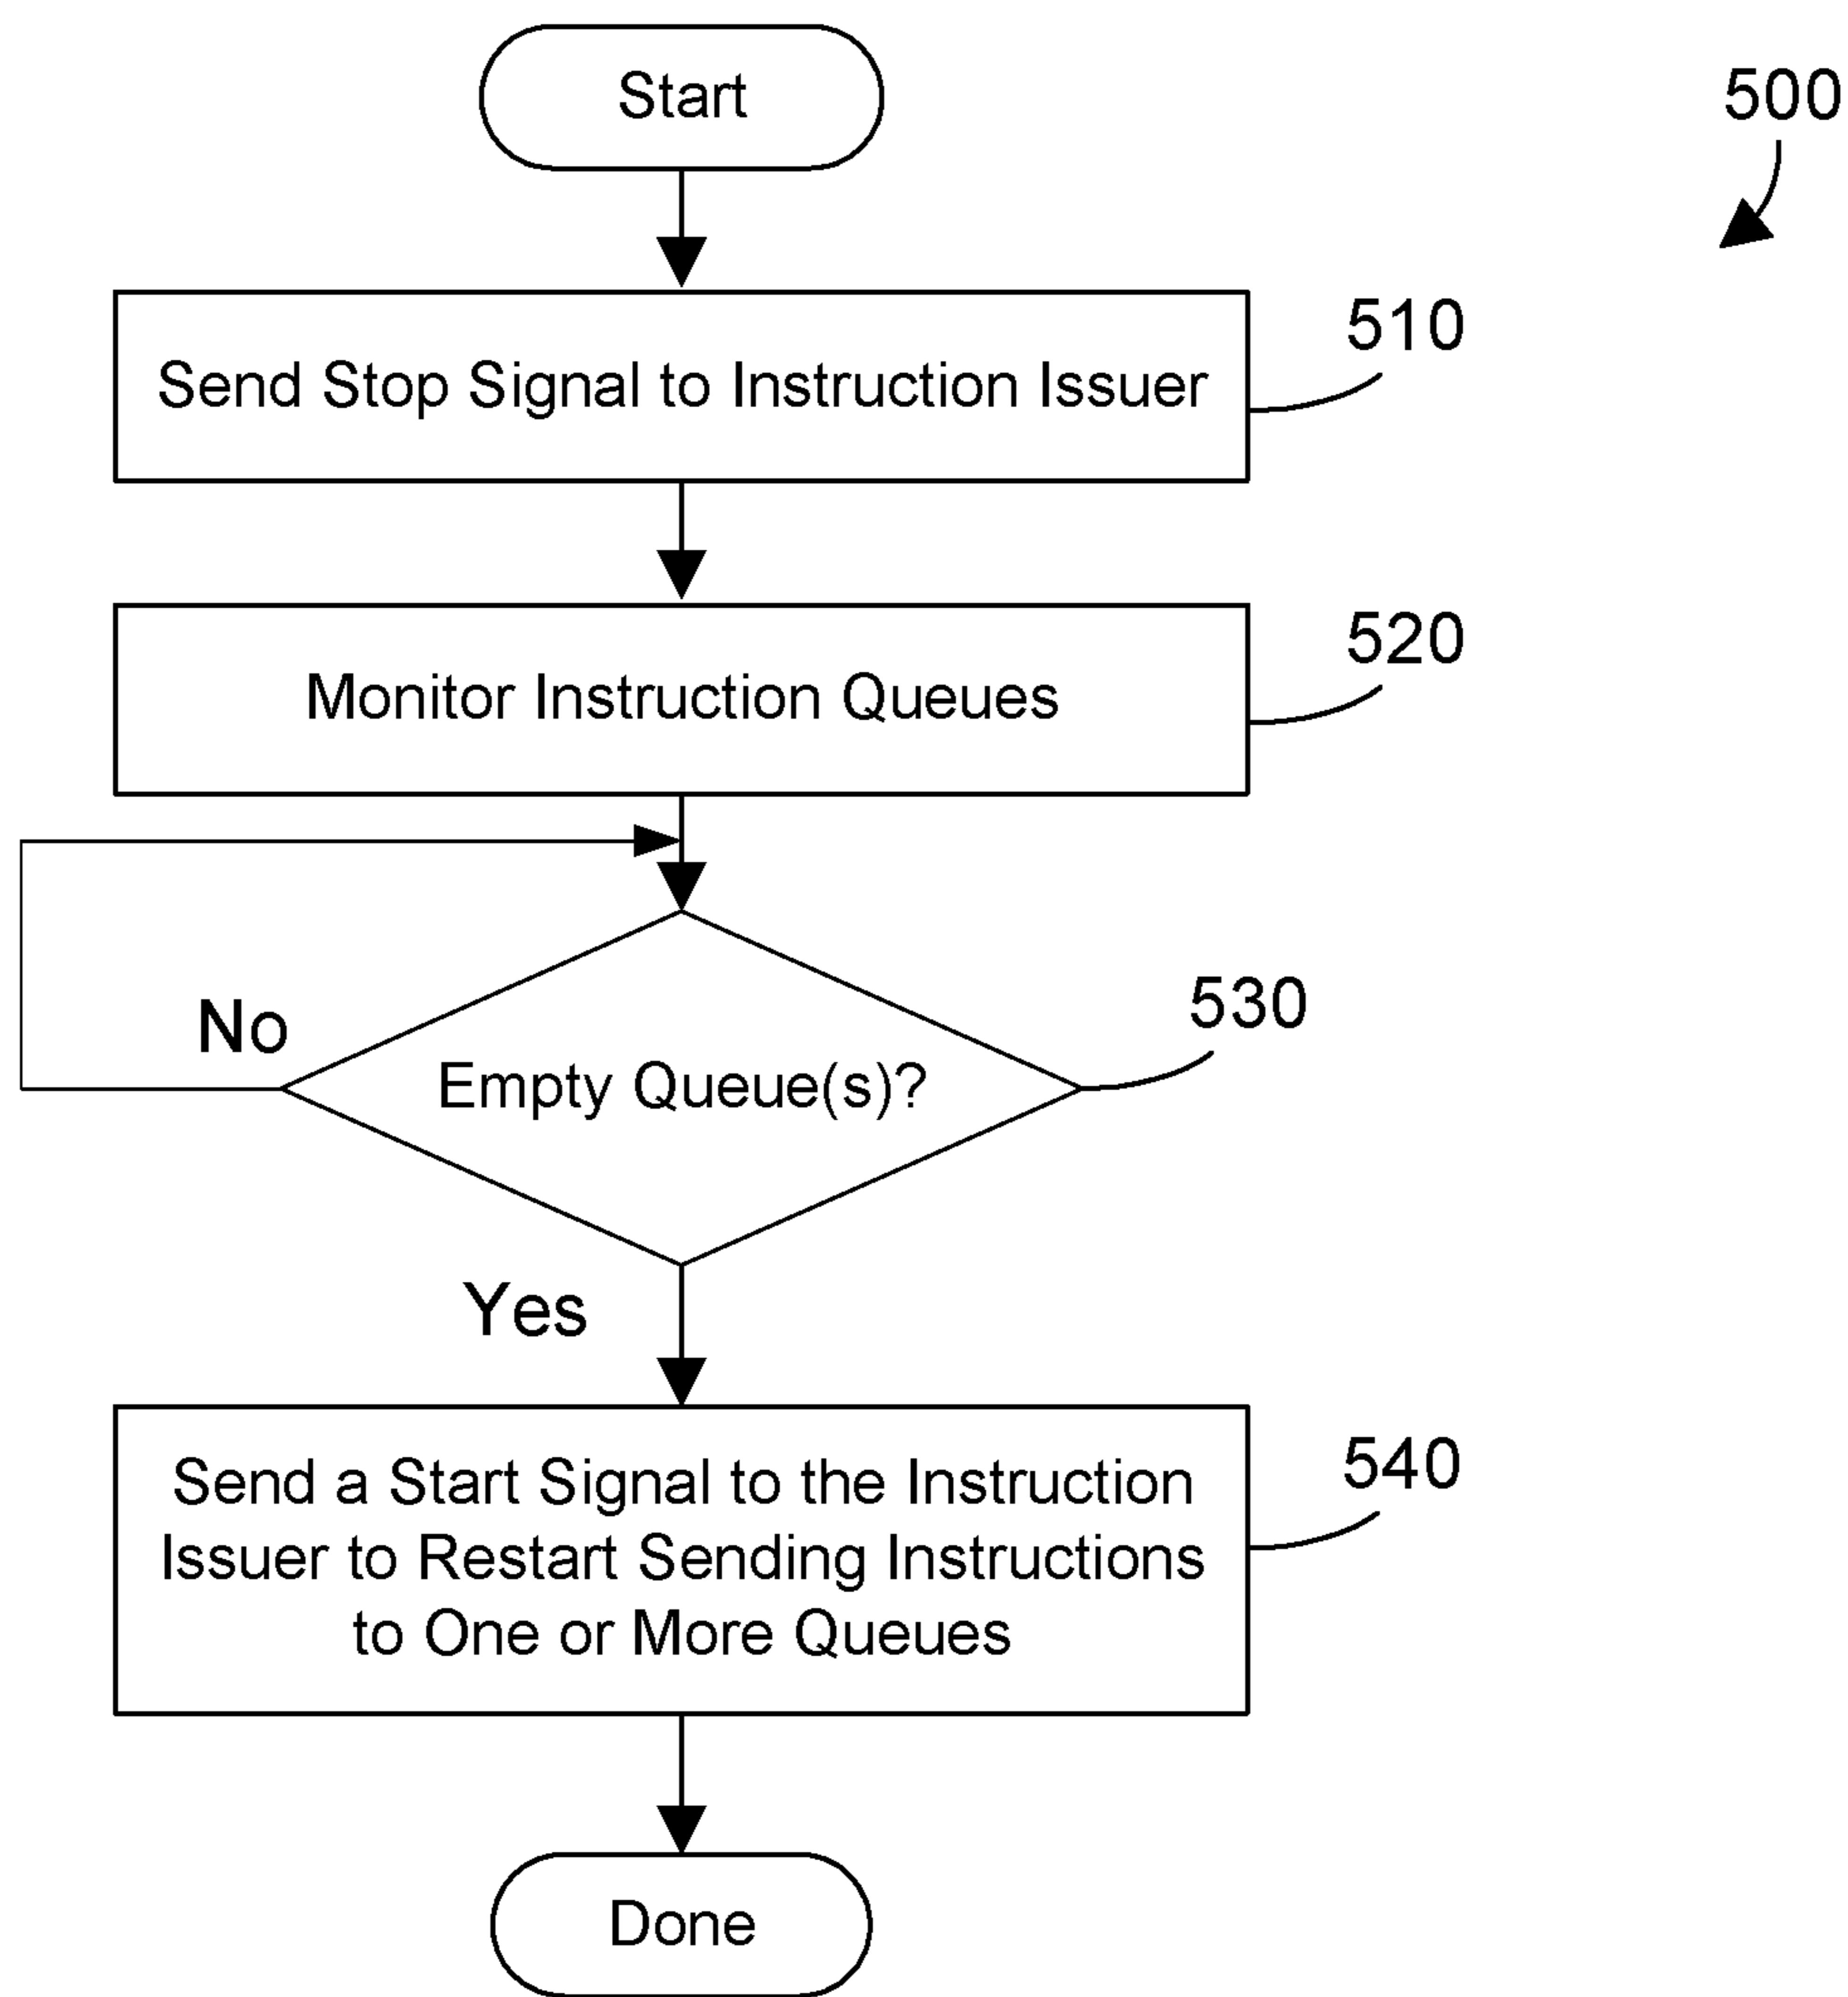 Start
500
510
Send Stop Signal to Instruction Issuer
520
Monitor Instruction Queues
530
No
Empty Queue(s)?
Yes
540
Send a Start Signal to the Instruction
Issuer to Restart Sending Instructions
to One or More Queues
Done